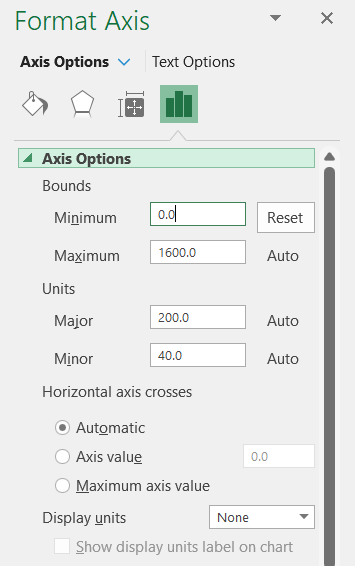 Format Axis
Axis Options Text Options
Axis Options
Bounds
Minimum 0.0 Reset
Maximum 1600.0 Auto
Units
Major 200.0 Auto
Minor 40.0 Auto
Horizontal axis crosses
Automatic
Axis value 0.0
Maximum axis value
Display units None
Show display units label on chart